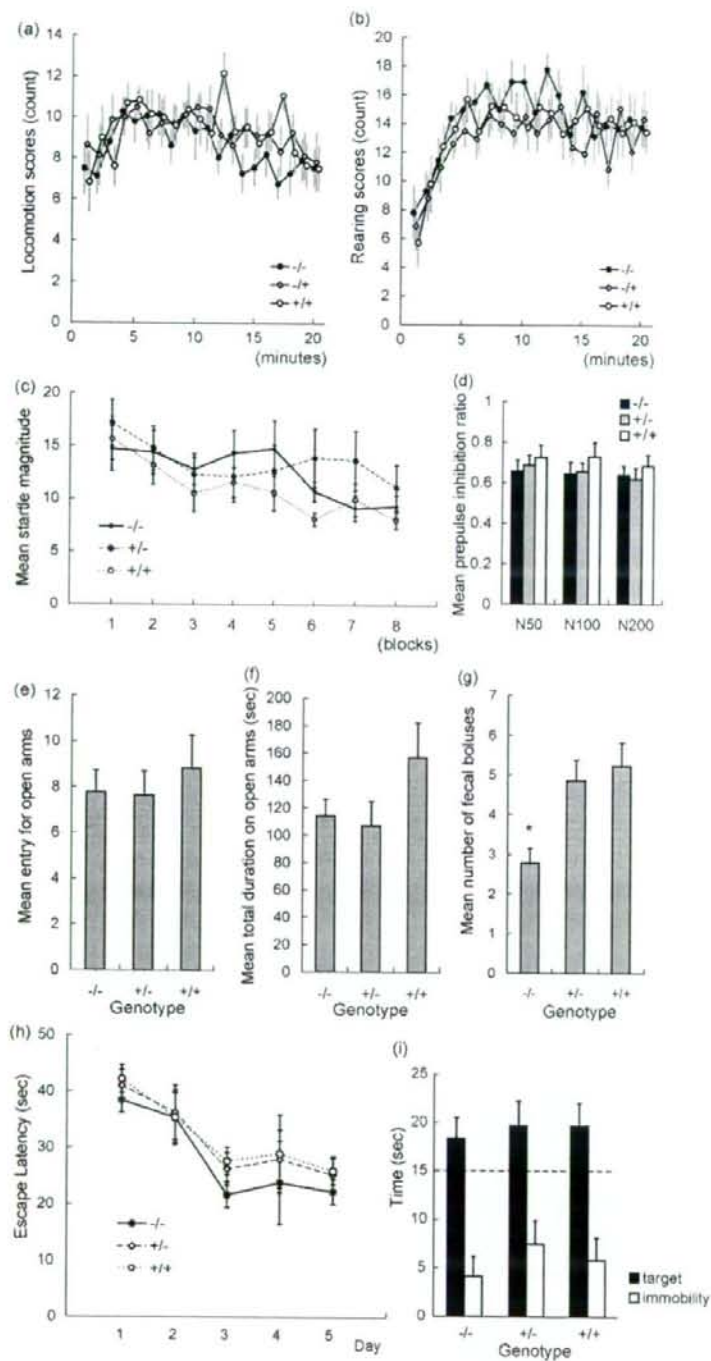 (a)
Locomotion scores (count)
14
12
10
8
6
4
2
0
0 5 10 15 20
(minutes)
-/-
-/+
+/+
(b)
Rearing scores (count)
20
18
16
14
12
10
8
6
4
2
0
0 5 10 15 20
(minutes)
-/-
-/+
+/+
(c)
Mean startle magnitude
20
15
10
5
0
1 2 3 4 5 6 7 8
(blocks)
-/-
+/-
+/+
(d)
Mean prepulse inhibition ratio
1
0.8
0.6
0.4
0.2
0
N50 N100 N200
-/-
+/-
+/+
(e)
Mean entry for open arms
12
10
8
6
4
2
0
-/- +/- +/+
Genotype
(f)
Mean total duration on open arms (sec)
200
180
160
140
120
100
80
60
40
20
0
-/- +/- +/+
Genotype
(g)
Mean number of fecal boluses
7
6
5
4
3
2
1
0
*
-/- +/- +/+
Genotype
(h)
Escape Latency (sec)
50
40
30
20
10
0
1 2 3 4 5
Day
-/-
+/-
+/+
(i)
Time (sec)
25
20
15
10
5
0
-/- +/- +/+
Genotype
target
immobility